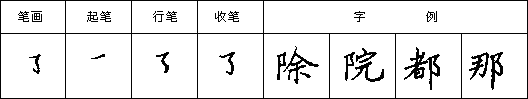 笔画 起笔 行笔 收笔 字例
除 院 都 那